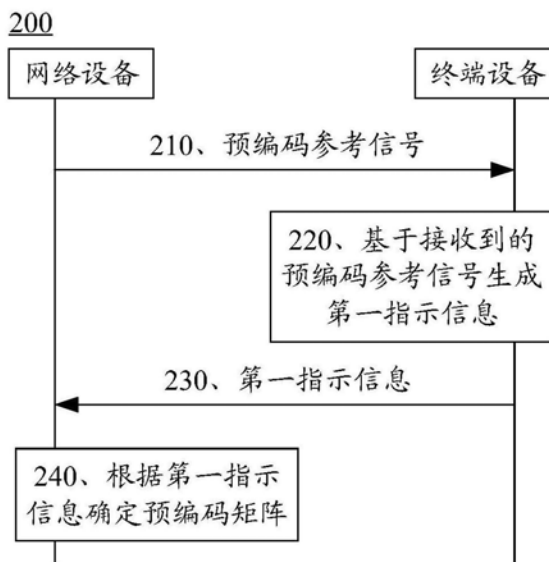 200
网络设备
终端设备
210、预编码参考信号
220、基于接收到的
预编码参考信号生成
第一指示信息
230、第一指示信息
240、根据第一指示
信息确定预编码矩阵